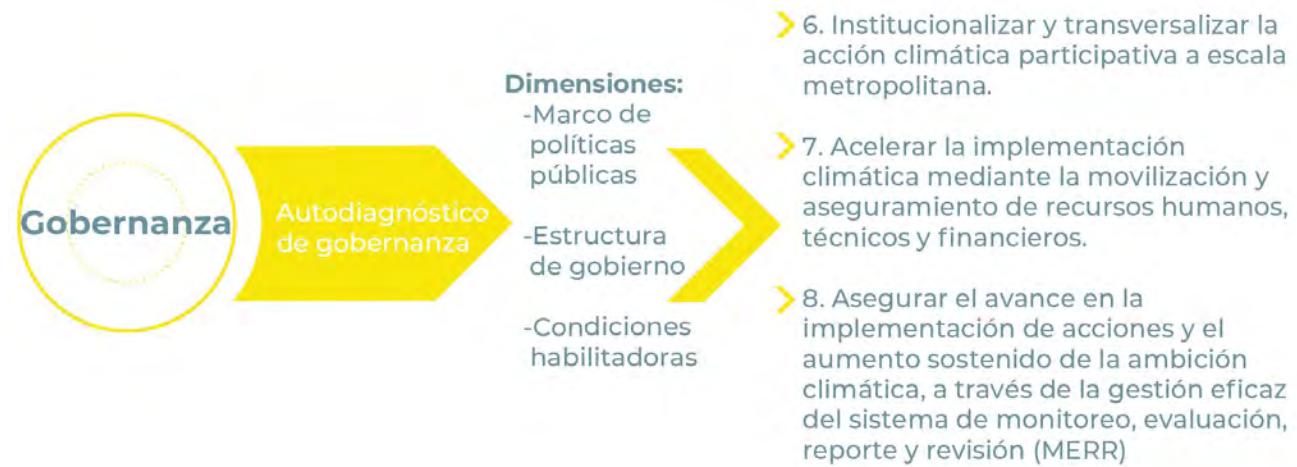 Gobernanza
Autodiagnóstico
de gobernanza
Dimensiones:
-Marco de
políticas
públicas
-Estructura
de gobierno
-Condiciones
habilitadoras
6. Institucionalizar y transversalizar la
acción climática participativa a escala
metropolitana.
7. Acelerar la implementación
climática mediante la movilización y
aseguramiento de recursos humanos,
técnicos y financieros.
8. Asegurar el avance en la
implementación de acciones y el
aumento sostenido de la ambición
climática, a través de la gestión eficaz
del sistema de monitoreo, evaluación,
reporte y revisión (MERR)